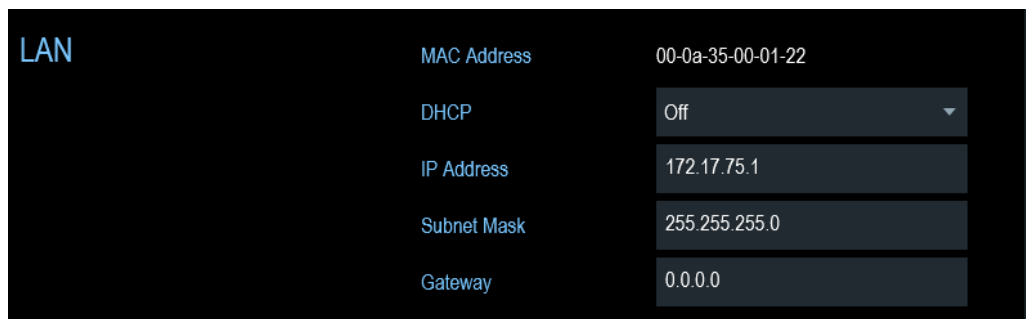 LAN
MAC Address 00-0a-35-00-01-22
DHCP Off
IP Address 172.17.75.1
Subnet Mask 255.255.255.0
Gateway 0.0.0.0